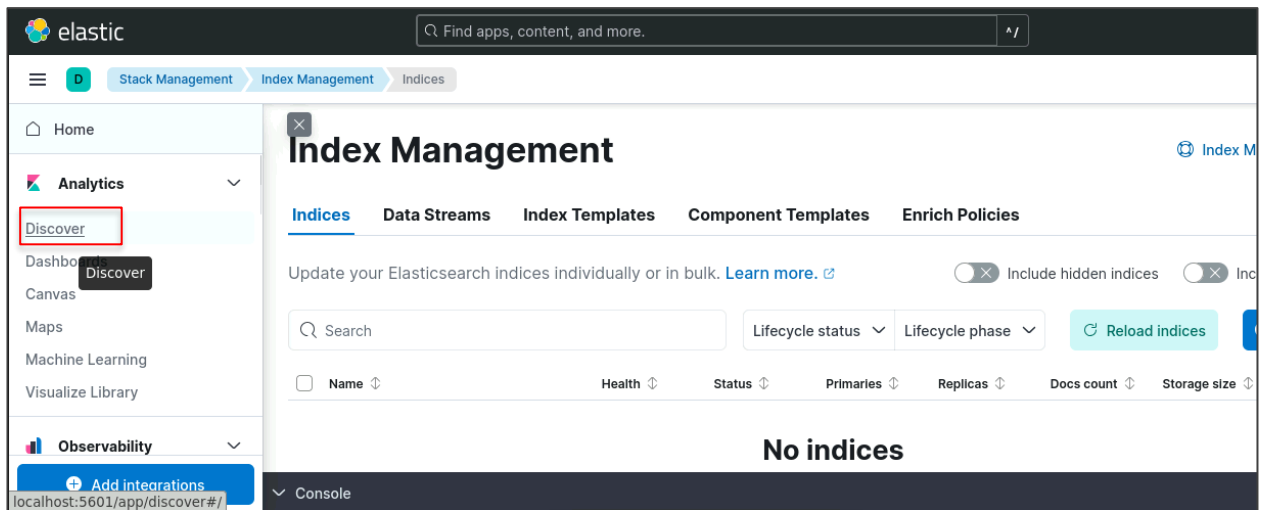 elastic
Find apps, content, and more.
^/
D
Stack Management
Index Management
Indices
Home
Analytics
Discover
Dashboards
Discover
Canvas
Maps
Machine Learning
Visualize Library
Observability
Add integrations
localhost:5601/app/discover#/
Index Management
Index M
Indices Data Streams Index Templates Component Templates Enrich Policies
Update your Elasticsearch indices individually or in bulk. Learn more.
Include hidden indices
Inc
Search
Lifecycle status
Lifecycle phase
Reload indices
Name Health Status Primaries Replicas Docs count Storage size
No indices
Console